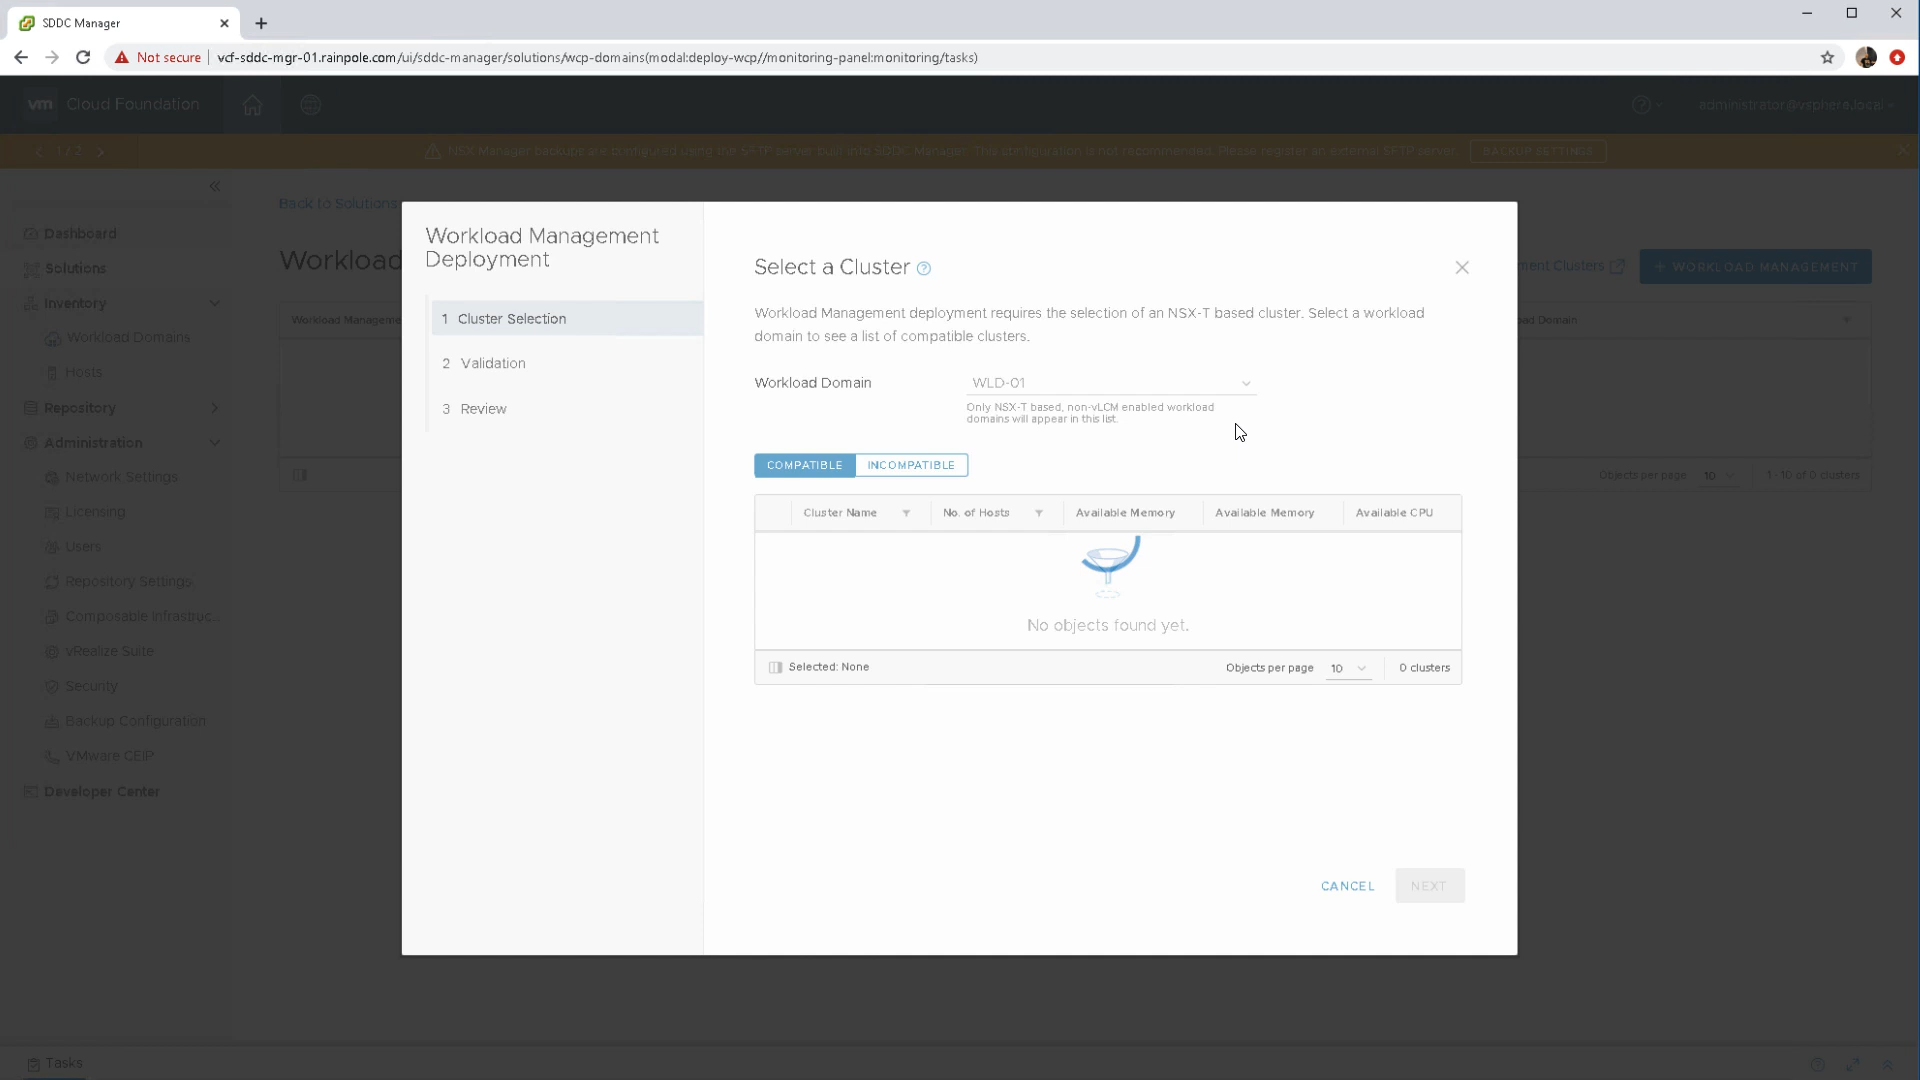 SDDC Manager
Not secure
vcf-sddc-mgr-01.rainpole.com/ui/sddc-manager/solutions/wcp-domains(modal:deploy-wcp//monitoring-panel:monitoring/tasks)
vm Cloud Foundation
administrator@vsphere.local
1 / 2
NSX Manager backups are configured using the SFTP server built into SDDC Manager. This configuration is not recommended. Please register an external SFTP server.
BACKUP SETTINGS
Back to Solutions
Dashboard
Solutions
Inventory
Workload Domains
Hosts
Repository
Administration
Network Settings
Licensing
Users
Repository Settings
Composable Infrastruc...
vRealize Suite
Security
Backup Configuration
VMware CEIP
Developer Center
Workload
Workload Manageme
ment Clusters
+ WORKLOAD MANAGEMENT
ad Domain
Objects per page 10
1 - 10 of 0 clusters
Workload Management
Deployment
1 Cluster Selection
2 Validation
3 Review
Select a Cluster
Workload Management deployment requires the selection of an NSX-T based cluster. Select a workload
domain to see a list of compatible clusters.
Workload Domain
WLD-01
Only NSX-T based, non-vLCM enabled workload
domains will appear in this list.
COMPATIBLE
INCOMPATIBLE
Cluster Name
No. of Hosts
Available Memory
Available Memory
Available CPU
No objects found yet.
Selected: None
Objects per page 10
0 clusters
CANCEL
NEXT
Tasks